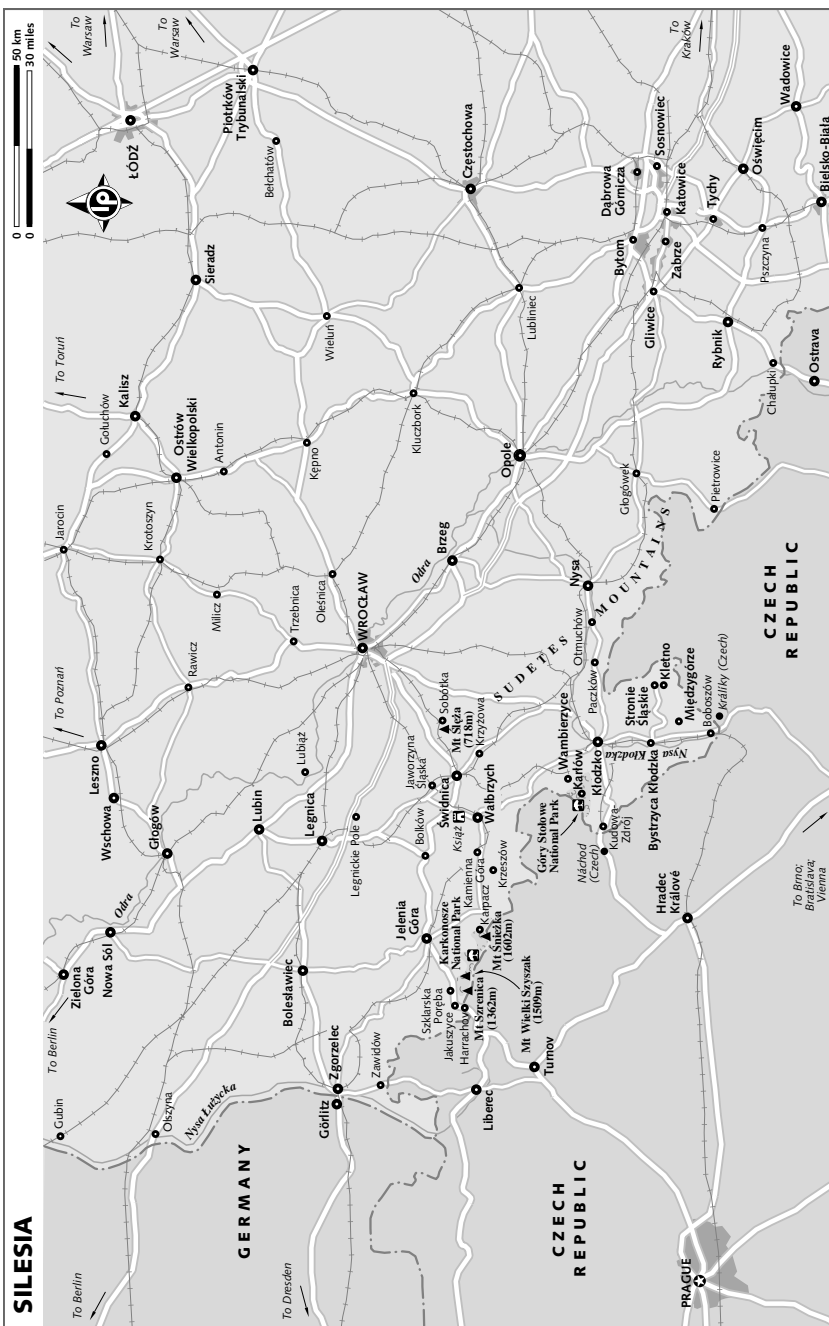 SILESIA
0 50 km
0 30 miles
To Berlin
Gubin
To Berlin
Zielona
Góra
Nowa Sól
Odra
Wschowa
Leszno
To Poznań
Jarocin
Gołuchów
To Toruń
Kalisz
To
Warsaw
ŁÓDŹ
To
Warsaw
lp
Olszyna
Nysa Łużycka
Głogów
Rawicz
Krotoszyn
Milicz
Ostrów
Wielkopolski
Antonin
Sieradz
Piotrków
Trybunalski
Bełchatów
GERMANY
Lubin
Lubiąż
Trzebnica
Kępno
Wieluń
To Dresden
Görlitz
Zgorzelec
Bolesławiec
Legnica
Legnickie Pole
WROCŁAW
Oleśnica
Zawidów
Jelenia
Góra
Bolków
Jaworzyna
Śląska
Sobótka
Mt Ślęża
(718m)
Odra
Brzeg
Kluczbork
Częstochowa
Szklarska
Poręba
Jakuszyce
Harrachov
Karkonosze
National Park
Mt Szrenica
(1362m)
Karpacz
Mt Śnieżka
(1602m)
Mt Wielki Szyszak
(1509m)
Kamienna
Góra
Krzeszów
Książ
Świdnica
Wałbrzych
Krzyżowa
SUDETES MOUNTAINS
Opole
Lubliniec
Liberec
Turnov
CZECH
REPUBLIC
Góry Stołowe
National Park
Náchod
(Czech)
Kudowa-
Zdrój
Wambierzyce
Karłów
Kłodzko
Paczków
Otmuchów
Nysa
Głogówek
Gliwice
Bytom
Zabrze
Dąbrowa
Górnicza
Sosnowiec
Katowice
To
Kraków
Bystrzyca Kłodzka
Nysa Kłodzka
Stronie
Śląskie
Kletno
Międzygórze
Boboszów
Králíky (Czech)
Pietrowice
Rybnik
Tychy
Pszczyna
Oświęcim
Wadowice
Bielsko-Biała
PRAGUE
Hradec
Králové
To Brno;
Bratislava;
Vienna
CZECH
REPUBLIC
Chałupki
Ostrava